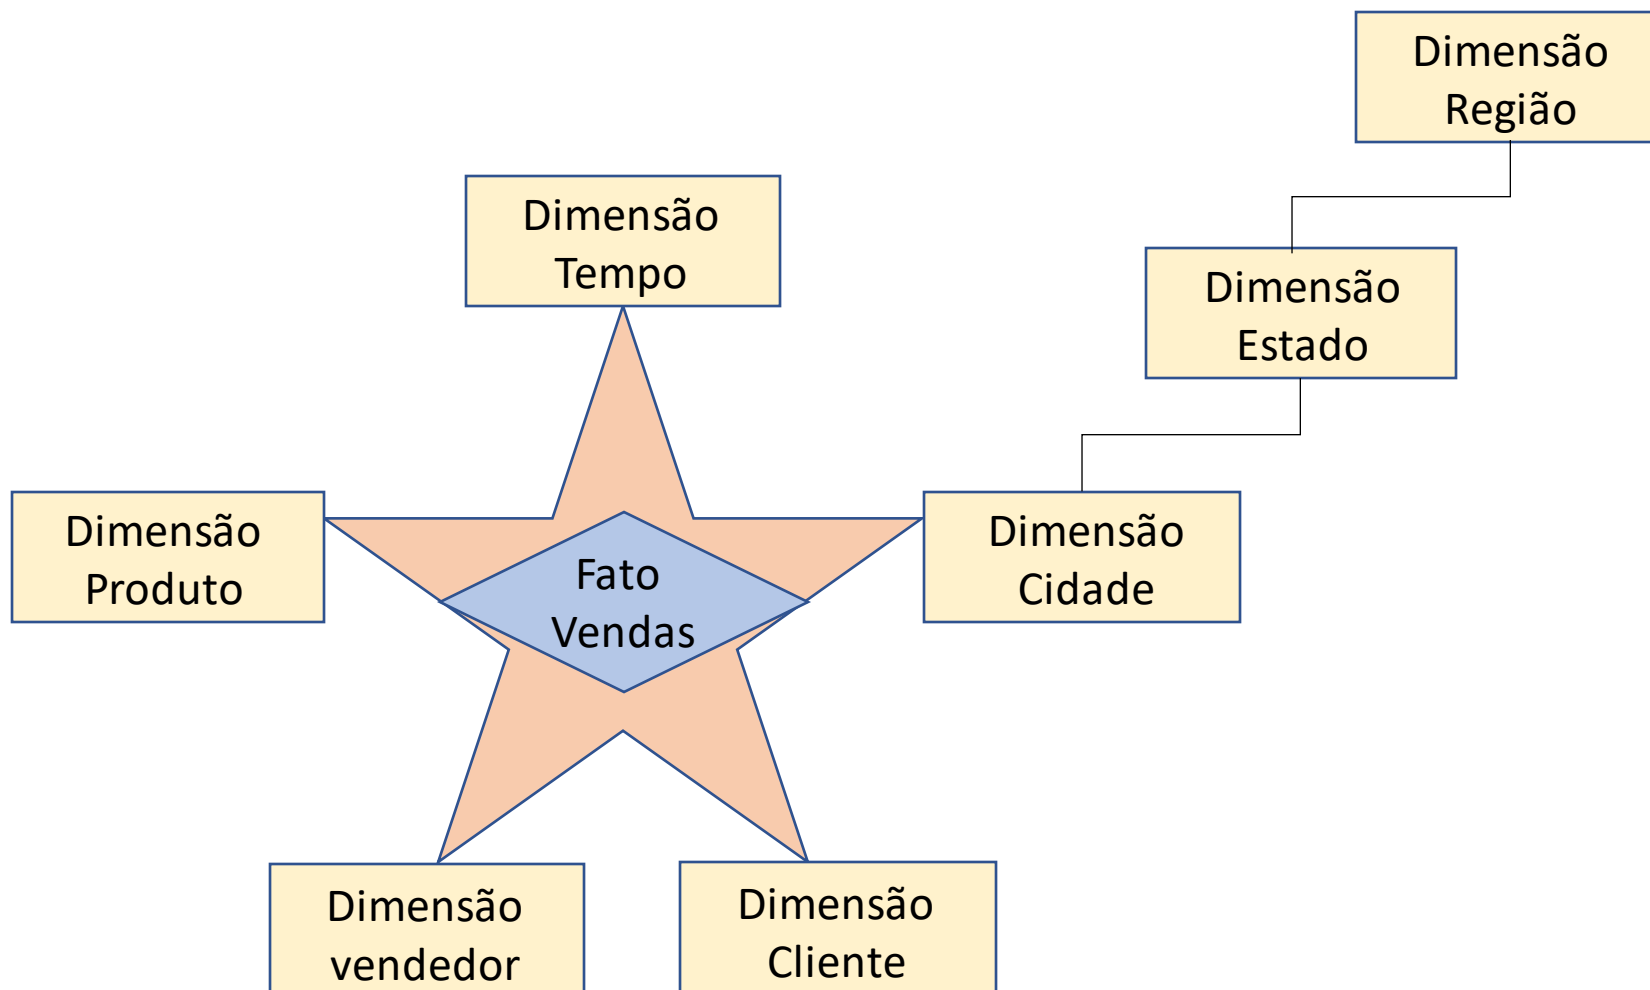 Dimensão
Região
Dimensão
Tempo
Dimensão
Estado
Dimensão
Produto
Fato
Vendas
Dimensão
Cidade
Dimensão
vendedor
Dimensão
Cliente